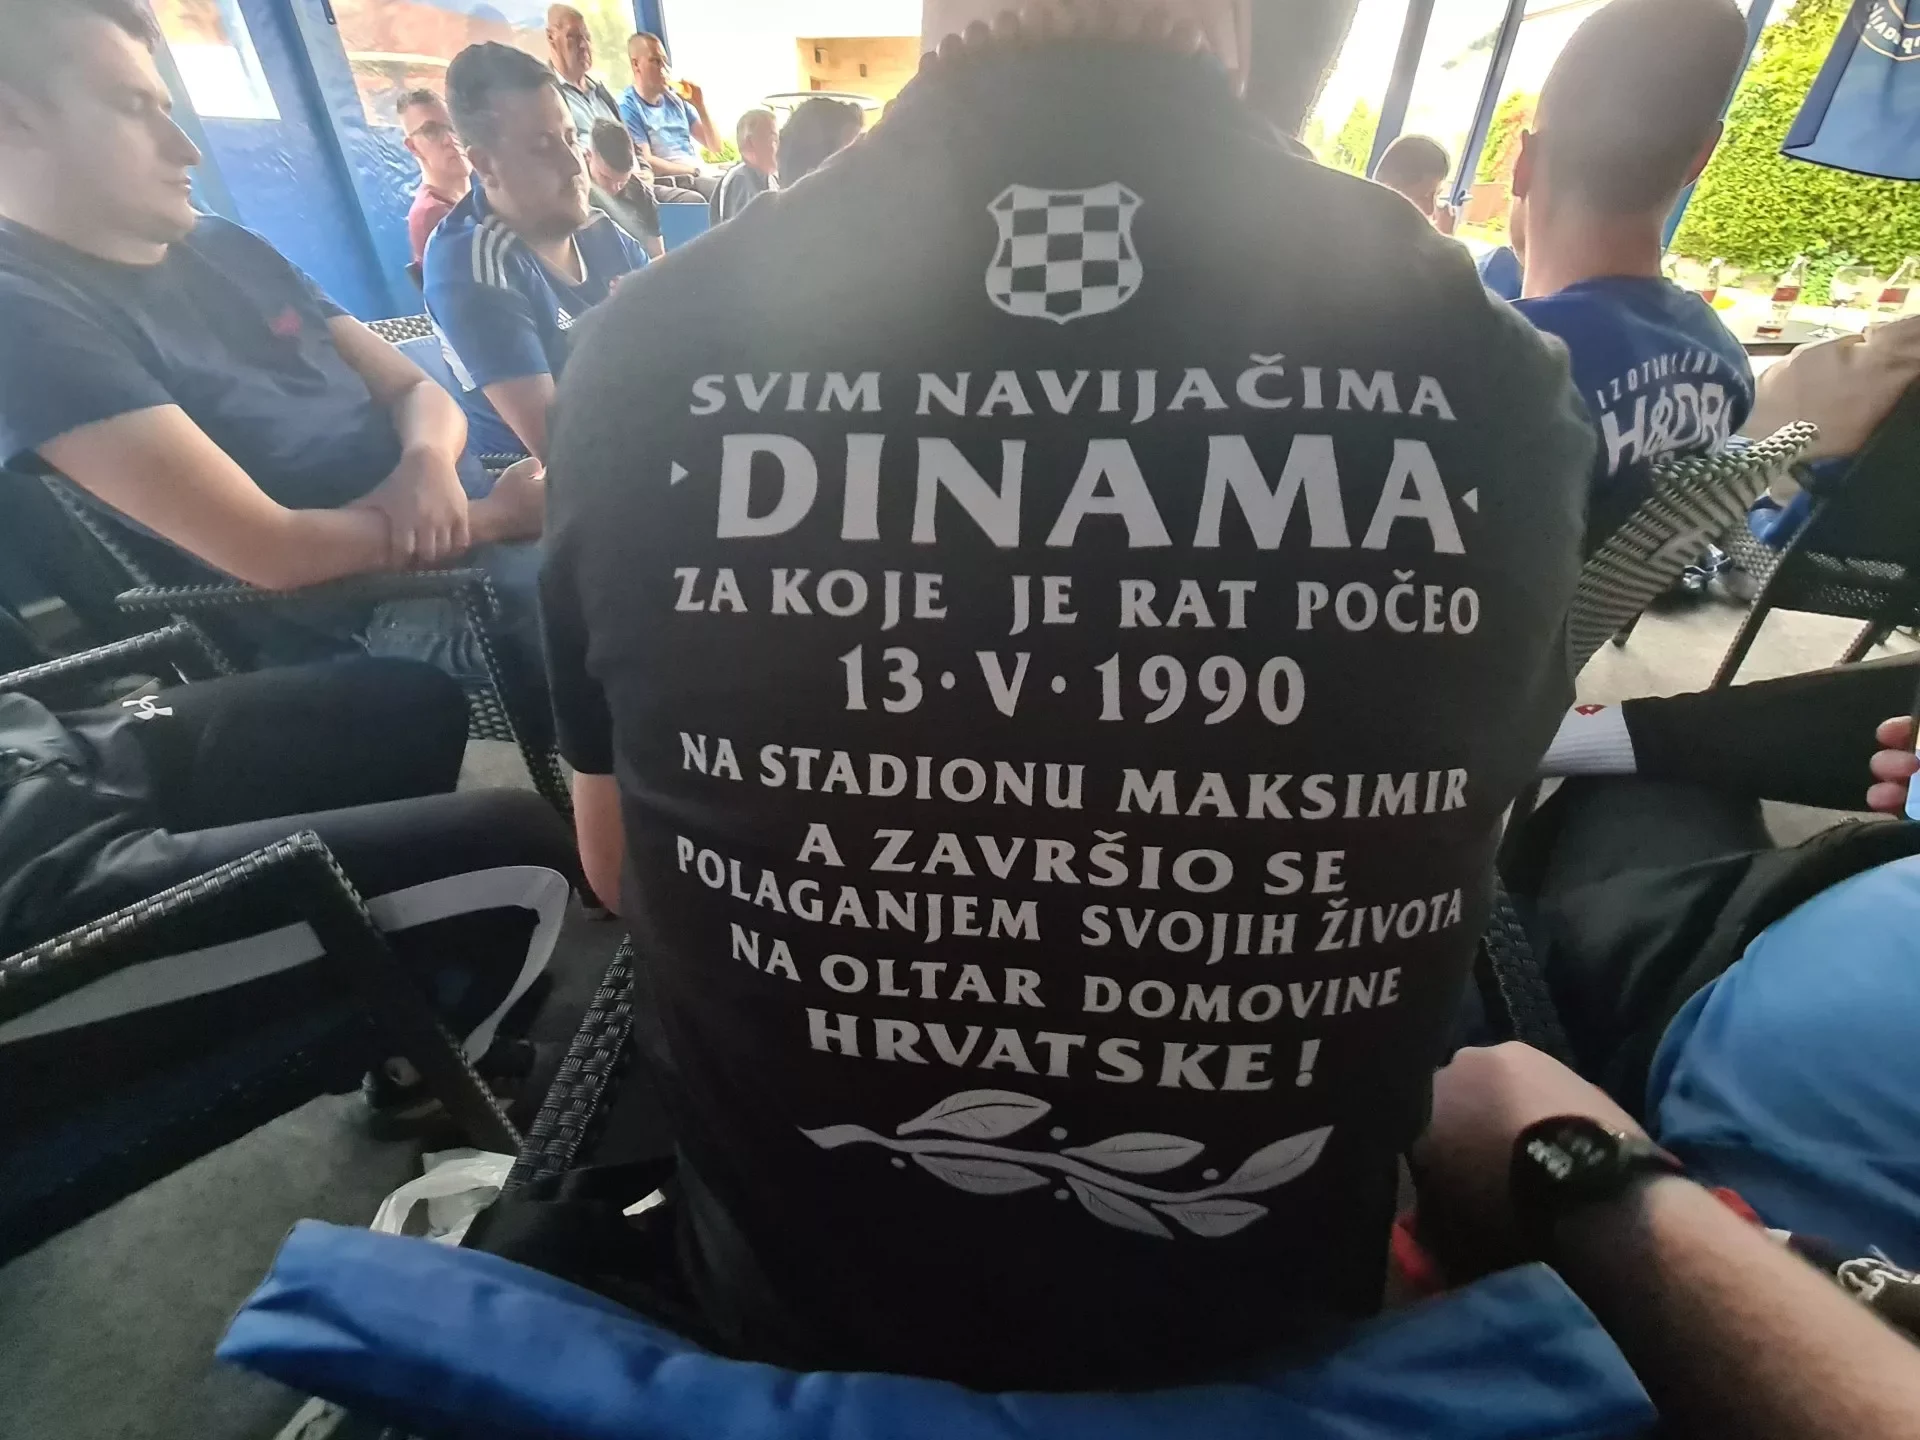 SVIM NAVIJAČIMA
DINAMA
ZA KOJE JE RAT POČEO
13·V·1990
NA STADIONU MAKSIMIR
A ZAVRŠIO SE
POLAGANJEM SVOJIH ŽIVOTA
NA OLTAR DOMOVINE
HRVATSKE!